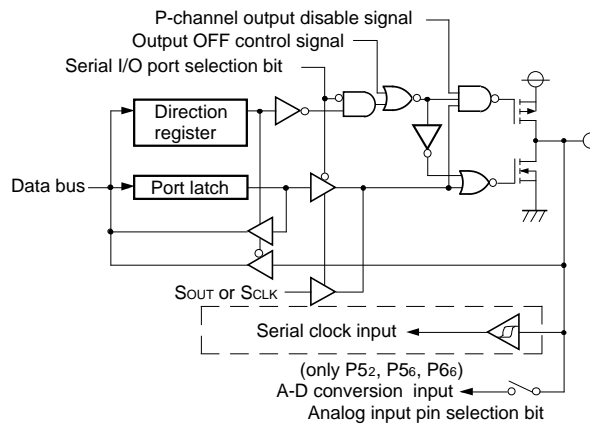 P-channel output disable signal
Output OFF control signal
Serial I/O port selection bit
Direction
register
Data bus
Port latch
SOUT or SCLK
Serial clock input
(only P52, P56, P66)
A-D conversion input
Analog input pin selection bit